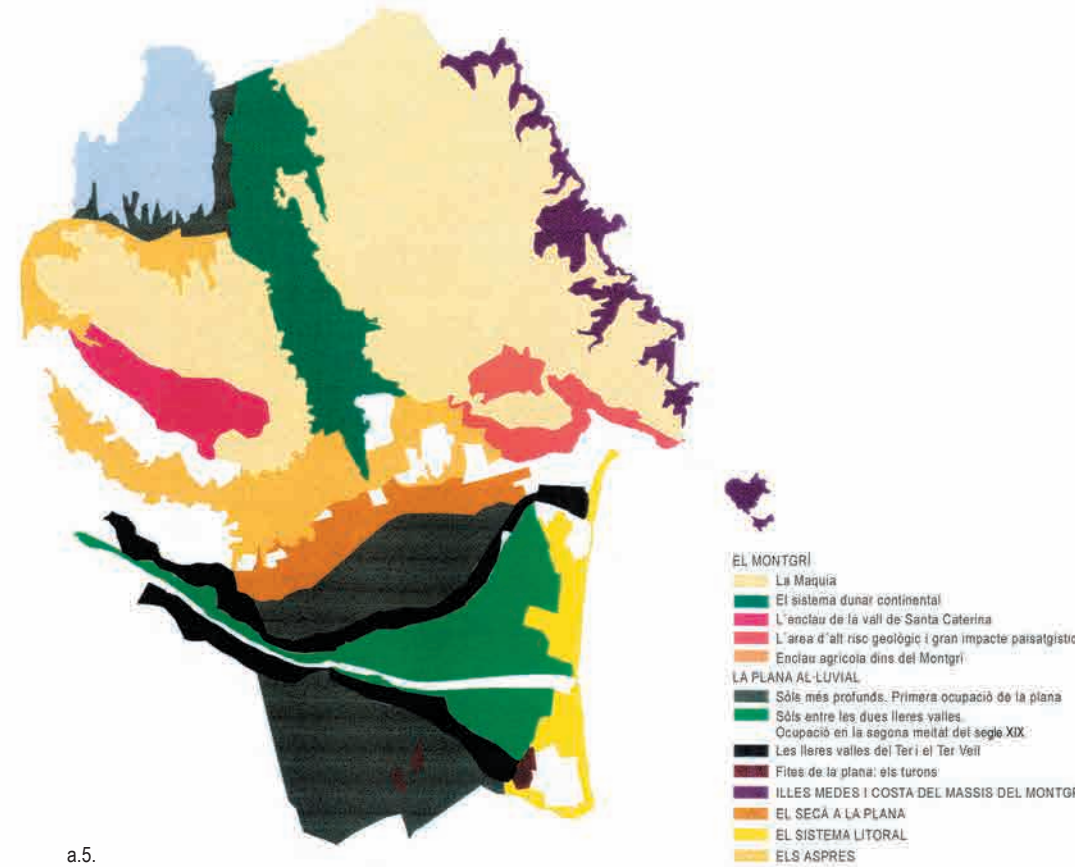 EL MONTGRÍ
La Maquia
El sistema dunar continental
L'enclau de la vall de Santa Caterina
L'area d'alt risc geològic i gran impacte paisatgístic
Enclau agrícola dins del Montgrí
LA PLANA AL·LUVIAL
Sòls més profunds. Primera ocupació de la plana
Sòls entre les dues lleres valles.
Ocupació en la segona meitat del segle XIX
Les lleres valles del Ter i el Ter Vell
Fites de la plana: els turons
ILLES MEDES I COSTA DEL MASSIS DEL MONTGRÍ
EL SECÀ A LA PLANA
EL SISTEMA LITORAL
ELS ASPRES
a.5.